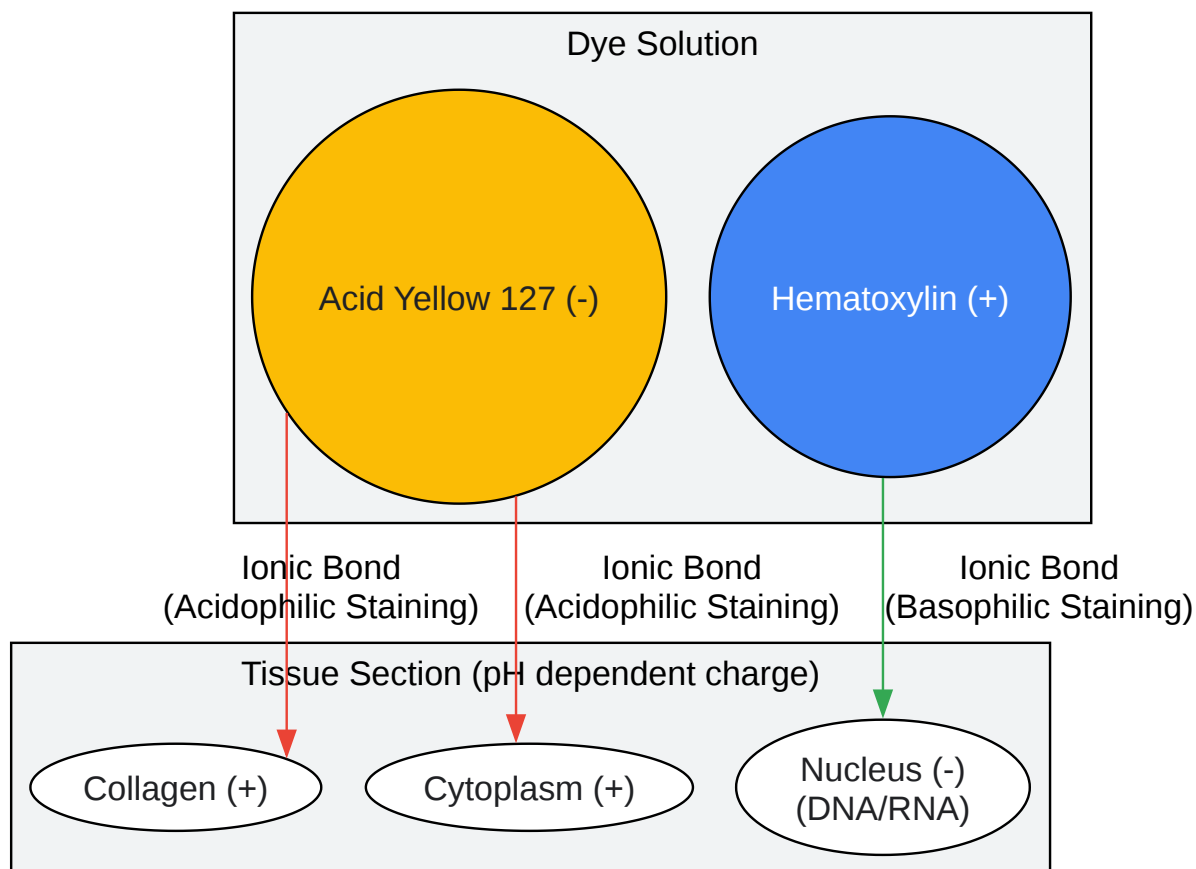 Dye Solution
Acid Yellow 127 (-)
Hematoxylin (+)
Ionic Bond
(Acidophilic Staining)
Ionic Bond
(Acidophilic Staining)
Ionic Bond
(Basophilic Staining)
Tissue Section (pH dependent charge)
Collagen (+)
Cytoplasm (+)
Nucleus (-)
(DNA/RNA)